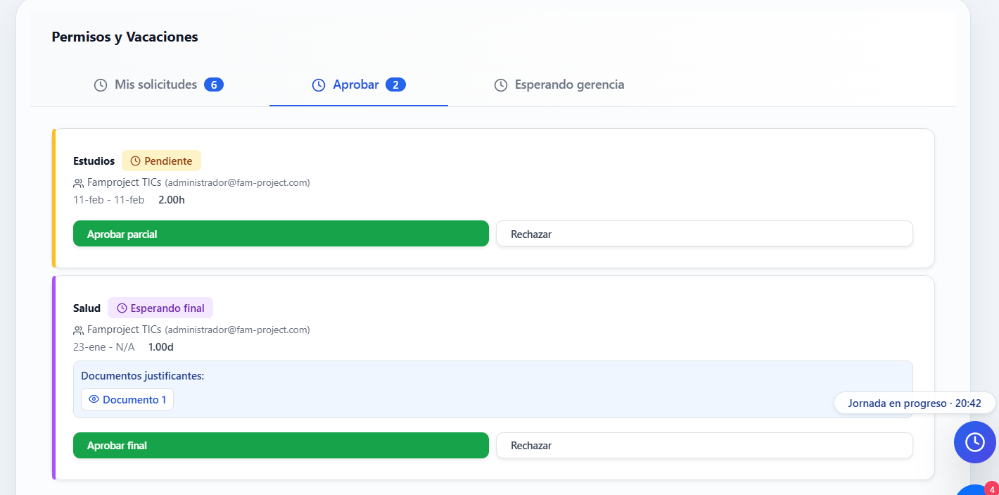 Permisos y Vacaciones
Mis solicitudes 6 Aprobar 2 Esperando gerencia
Estudios Pendiente
Famproject TICs (administrador@fam-project.com)
11-feb - 11-feb 2.00h
Aprobar parcial Rechazar
Salud Esperando final
Famproject TICs (administrador@fam-project.com)
23-ene - N/A 1.00d
Documentos justificantes:
Documento 1
Jornada en progreso · 20:42
Aprobar final Rechazar
4